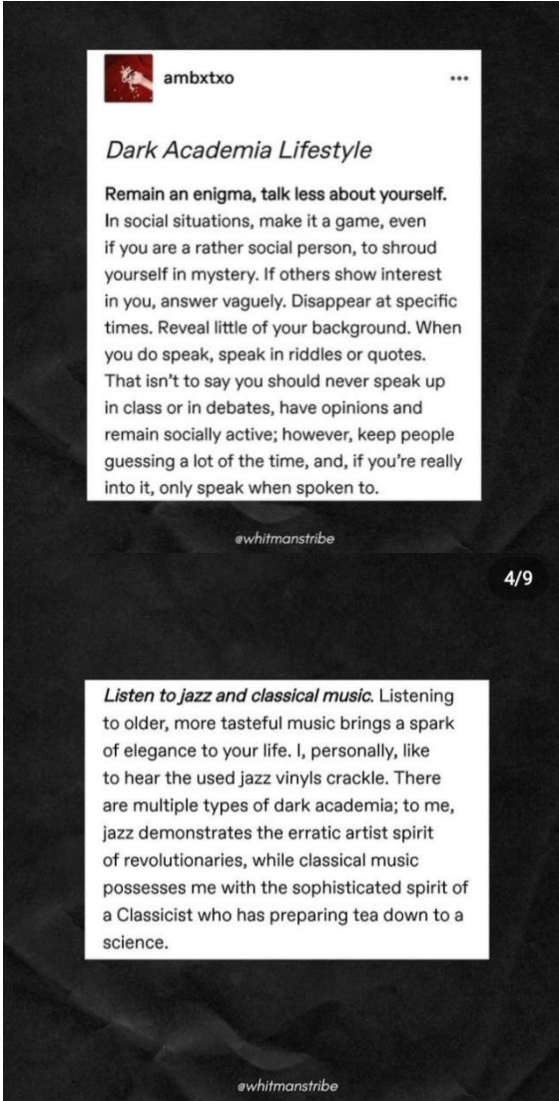 ambxtxo
Dark Academia Lifestyle
Remain an enigma, talk less about yourself.
In social situations, make it a game, even
if you are a rather social person, to shroud
yourself in mystery. If others show interest
in you, answer vaguely. Disappear at specific
times. Reveal little of your background. When
you do speak, speak in riddles or quotes.
That isn't to say you should never speak up
in class or in debates, have opinions and
remain socially active; however, keep people
guessing a lot of the time, and, if you're really
into it, only speak when spoken to.
@whitmanstribe
4/9
Listen to jazz and classical music. Listening
to older, more tasteful music brings a spark
of elegance to your life. I, personally, like
to hear the used jazz vinyls crackle. There
are multiple types of dark academia; to me,
jazz demonstrates the erratic artist spirit
of revolutionaries, while classical music
possesses me with the sophisticated spirit of
a Classicist who has preparing tea down to a
science.
@whitmanstribe